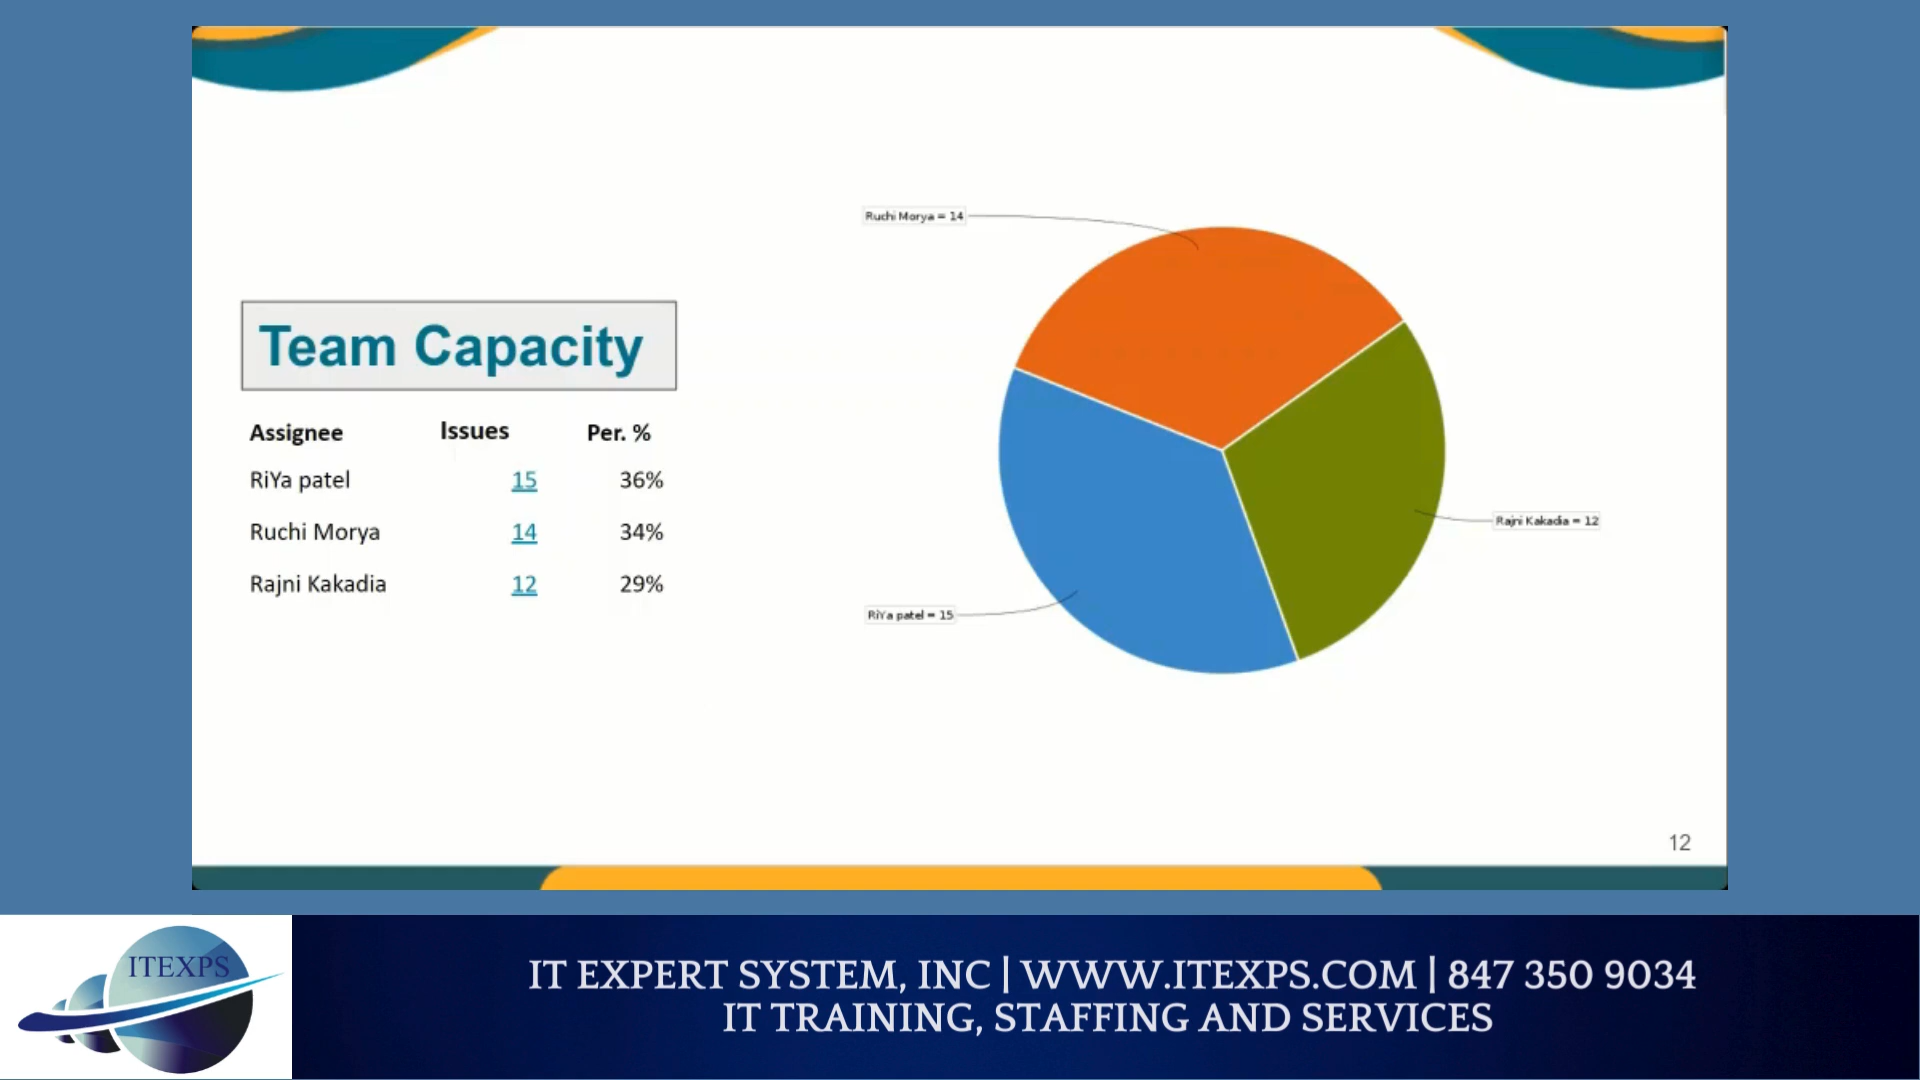 Ruchi Morya = 14
Team Capacity
Assignee Issues Per. %
RiYa patel 15 36%
Ruchi Morya 14 34%
Rajni Kakadia 12 29%
Rajni Kakadia = 12
RiYa patel = 15
12
ITEXPS
IT EXPERT SYSTEM, INC | WWW.ITEXPS.COM | 847 350 9034
IT TRAINING, STAFFING AND SERVICES